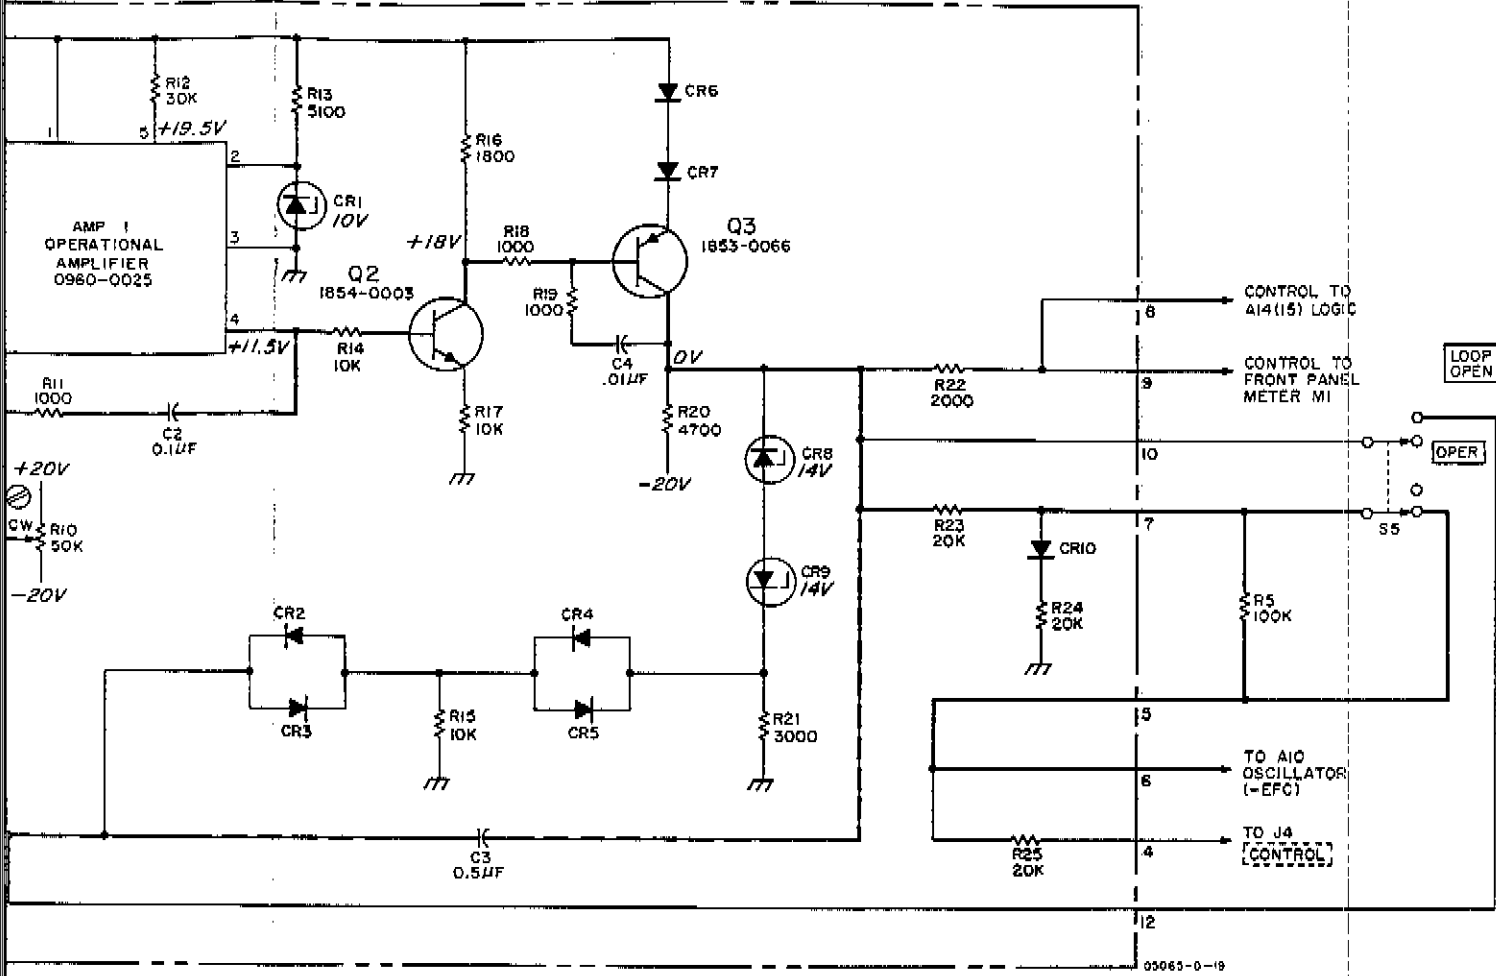 R12
30K
R13
5100
CR6
1
5
+19.5V
R16
1800
2
CR7
CR1
10V
AMP 1
OPERATIONAL
AMPLIFIER
0960-0025
3
+18V
R18
1000
Q3
1853-0066
Q2
1854-0003
R19
1000
8
CONTROL TO
A14(15) LOGIC
4
+11.5V
R14
10K
C4
.01µF
0V
R22
2000
9
CONTROL TO
FRONT PANEL
METER M1
LOOP
OPEN
R11
1000
C2
0.1µF
R17
10K
R20
4700
-20V
CR8
14V
10
OPER
+20V
CW
R10
50K
-20V
R23
20K
7
S5
CR10
CR9
14V
R24
20K
R5
100K
CR2
CR4
CR3
R15
10K
CR5
R21
3000
5
6
TO A10
OSCILLATOR
(-EFC)
C3
0.5µF
R25
20K
4
TO J4
CONTROL
12
05065-0-19